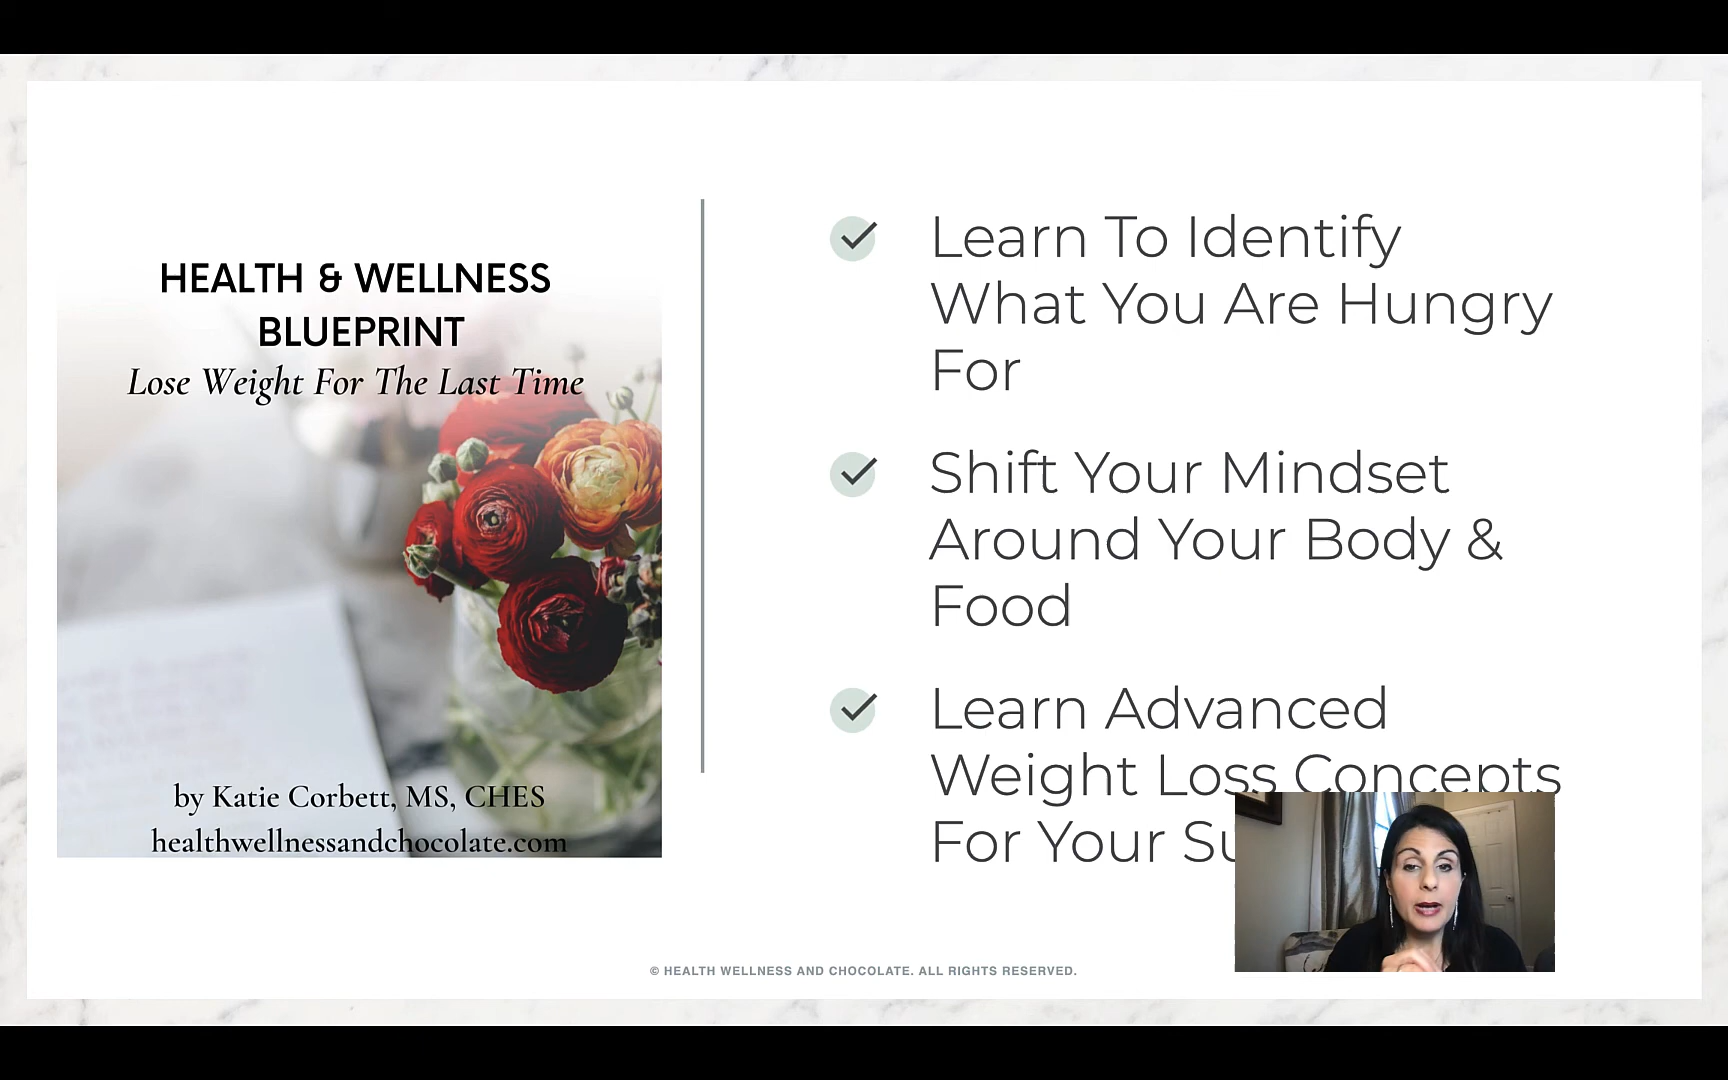 HEALTH & WELLNESS
BLUEPRINT
Lose Weight For The Last Time
by Katie Corbett, MS, CHES
healthwellnessandchocolate.com
Learn To Identify
What You Are Hungry
For
Shift Your Mindset
Around Your Body &
Food
Learn Advanced
Weight Loss Concepts
For Your
© HEALTH WELLNESS AND CHOCOLATE. ALL RIGHTS RESERVED.